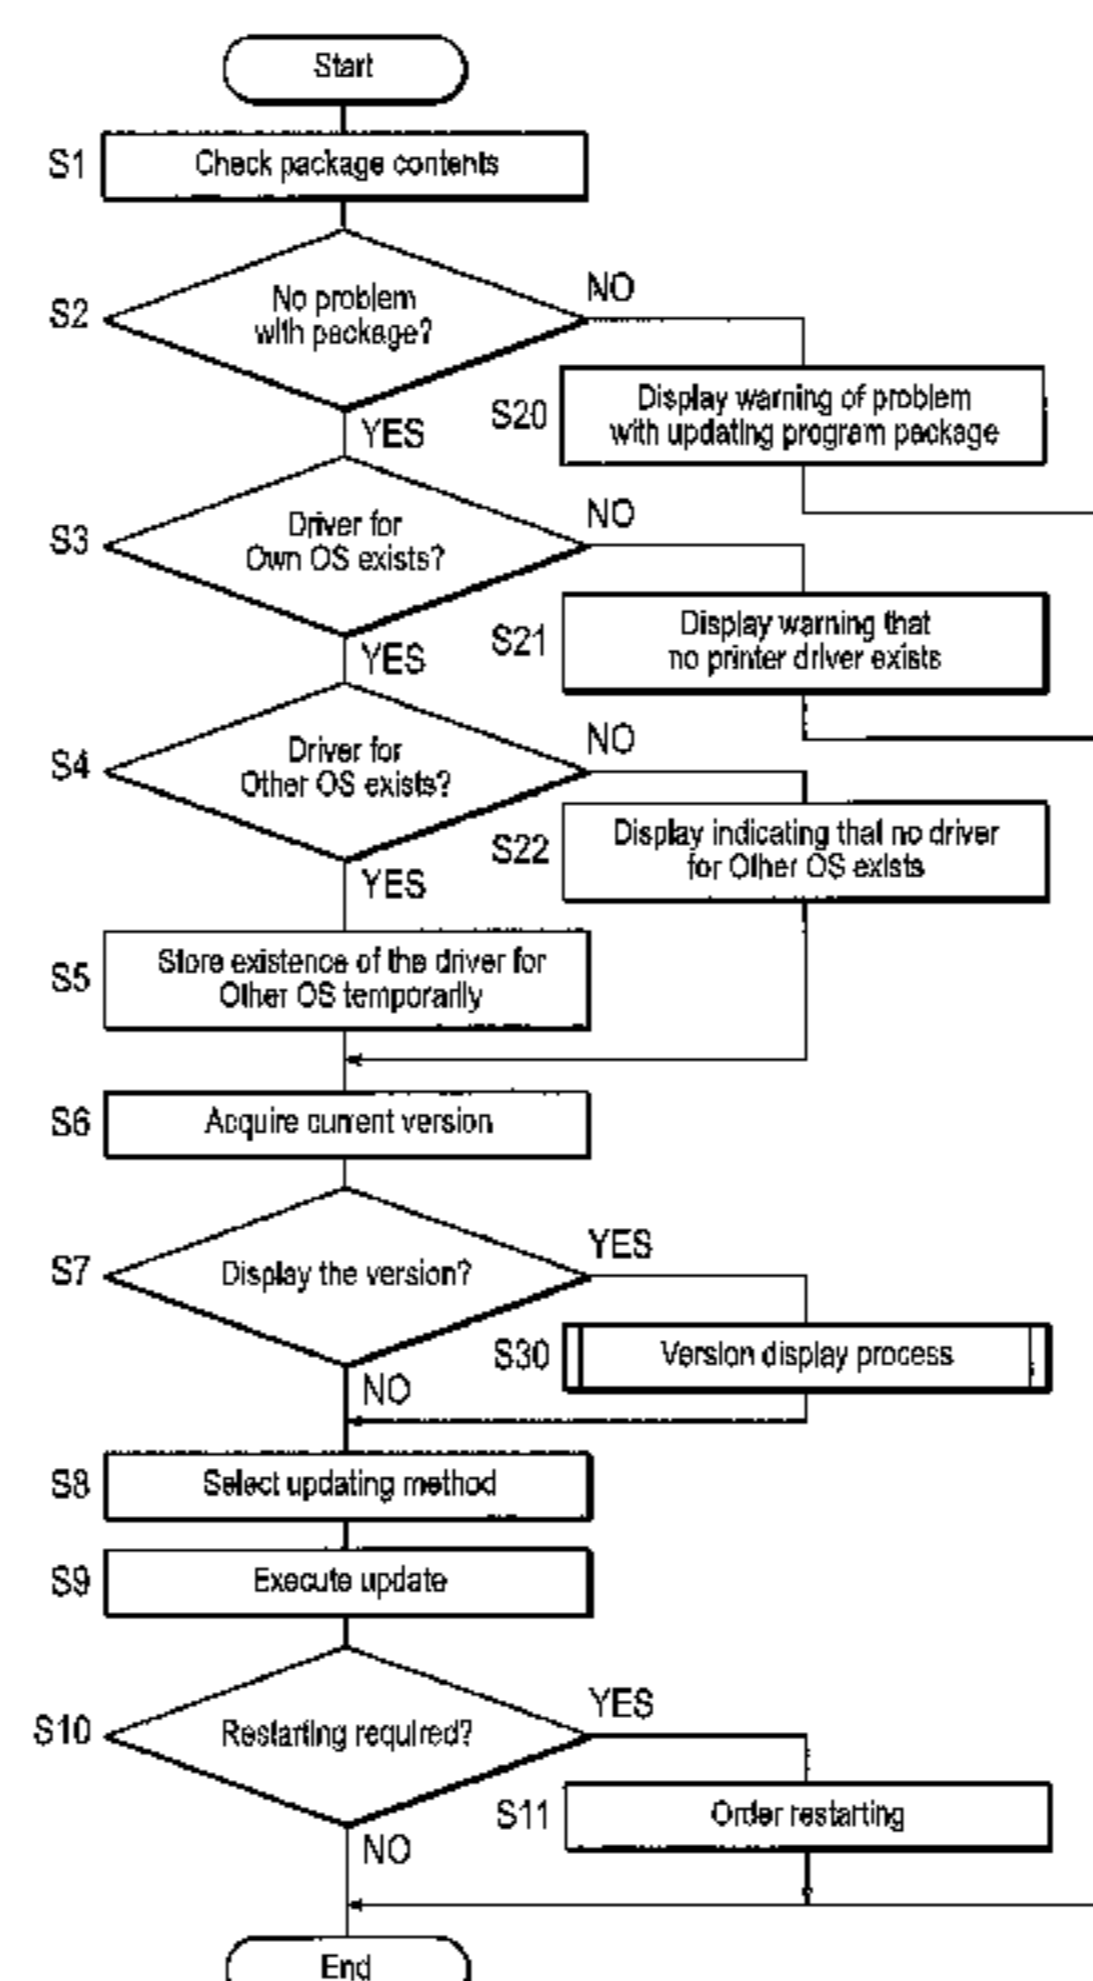 Start
S1
Check package contents
S2
No problem
with package?
NO
YES
S20
Display warning of problem
with updating program package
S3
Driver for
Own OS exists?
NO
YES
S21
Display warning that
no printer driver exists
S4
Driver for
Other OS exists?
NO
YES
S22
Display indicating that no driver
for Other OS exists
S5
Store existence of the driver for
Other OS temporarily
S6
Acquire current version
S7
Display the version?
YES
NO
S30
Version display process
S8
Select updating method
S9
Execute update
S10
Restarting required?
YES
NO
S11
Order restarting
End